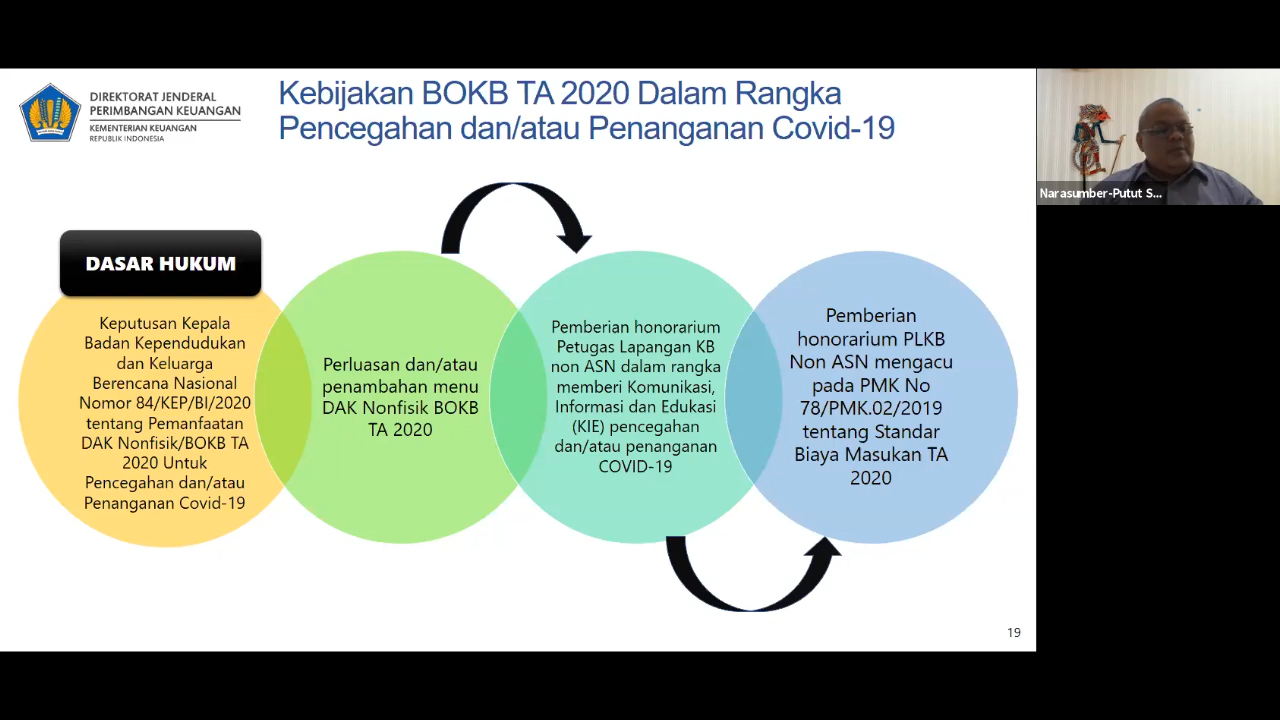 DIREKTORAT JENDERAL
PERIMBANGAN KEUANGAN
KEMENTERIAN KEUANGAN
REPUBLIK INDONESIA
Kebijakan BOKB TA 2020 Dalam Rangka
Pencegahan dan/atau Penanganan Covid-19
Narasumber-Putut S...
DASAR HUKUM
Keputusan Kepala
Badan Kependudukan
dan Keluarga
Berencana Nasional
Nomor 84/KEP/BI/2020
tentang Pemanfaatan
DAK Nonfisik/BOKB TA
2020 Untuk
Pencegahan dan/atau
Penanganan Covid-19
Perluasan dan/atau
penambahan menu
DAK Nonfisik BOKB
TA 2020
Pemberian honorarium
Petugas Lapangan KB
non ASN dalam rangka
memberi Komunikasi,
Informasi dan Edukasi
(KIE) pencegahan
dan/atau penanganan
COVID-19
Pemberian
honorarium PLKB
Non ASN mengacu
pada PMK No
78/PMK.02/2019
tentang Standar
Biaya Masukan TA
2020
19